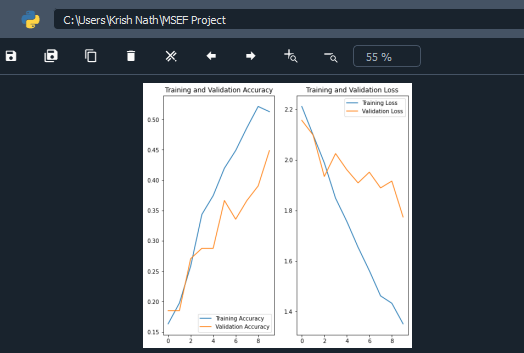 C:\Users\Krish Nath\MSEF Project
55 %
Training and Validation Accuracy
0.50
0.45
0.40
0.35
0.30
0.25
0.20
0.15
0 2 4 6 8
Training Accuracy
Validation Accuracy
Training and Validation Loss
2.2
2.0
1.8
1.6
1.4
0 2 4 6 8
Training Loss
Validation Loss